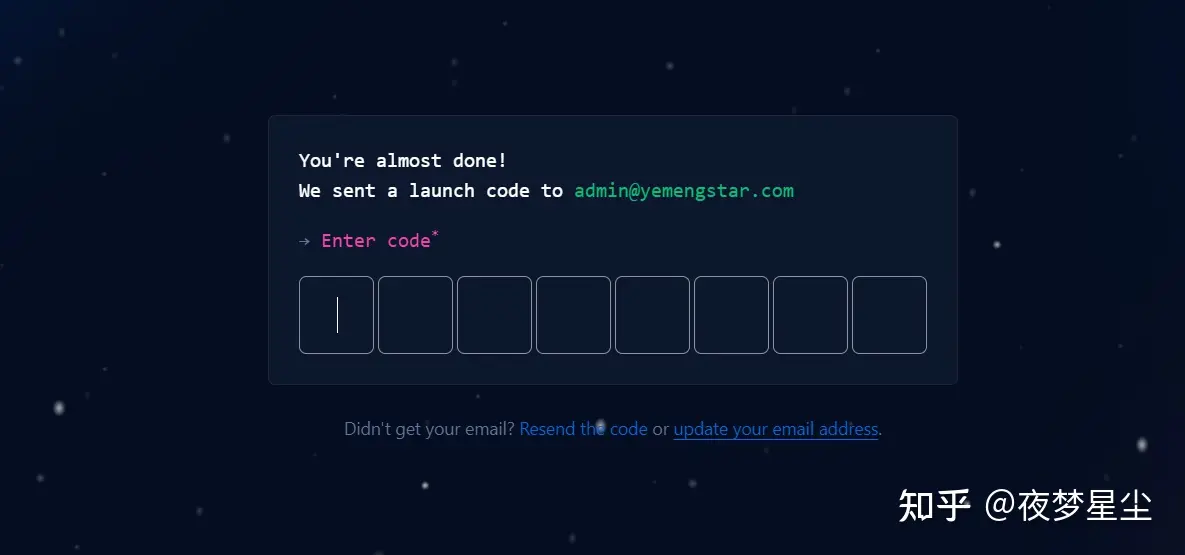 You're almost done!
We sent a launch code to admin@yemengstar.com
→ Enter code*
Didn't get your email? Resend the code or update your email address.
知乎 @夜梦星尘